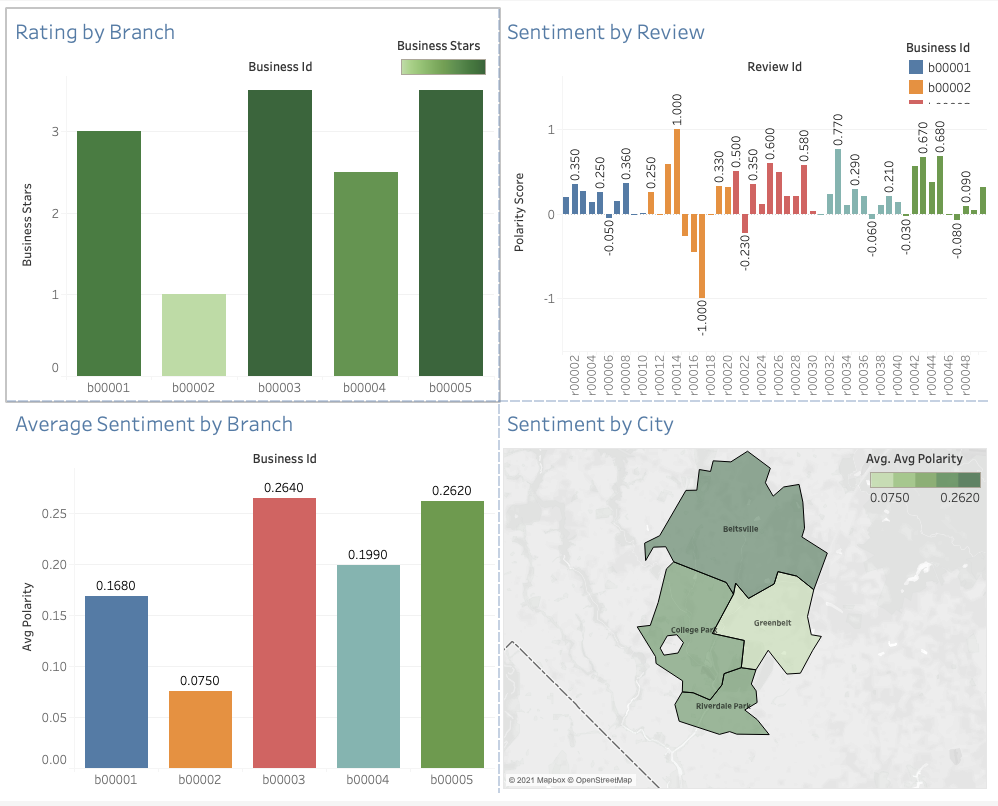 Rating by Branch
Business Stars
Business Id
Business Stars
3
2
1
0
b00001
b00002
b00003
b00004
b00005
Sentiment by Review
Business Id
b00001
b00002
Review Id
Polarity Score
1
0
-1
0.350
0.250
-0.050
0.360
0.250
1.000
-1.000
0.330
0.500
-0.230
0.350
0.600
0.580
0.770
0.290
-0.060
0.210
-0.030
0.670
0.680
-0.080
0.090
r00002
r00004
r00006
r00008
r00010
r00012
r00014
r00016
r00018
r00020
r00022
r00024
r00026
r00028
r00030
r00032
r00034
r00036
r00038
r00040
r00042
r00044
r00046
r00048
Average Sentiment by Branch
Business Id
Avg Polarity
0.25
0.20
0.15
0.10
0.05
0.00
0.1680
0.0750
0.2640
0.1990
0.2620
b00001
b00002
b00003
b00004
b00005
Sentiment by City
Avg. Avg Polarity
0.0750 0.2620
Beltsville
Greenbelt
College Park
Riverdale Park
© 2021 Mapbox © OpenStreetMap